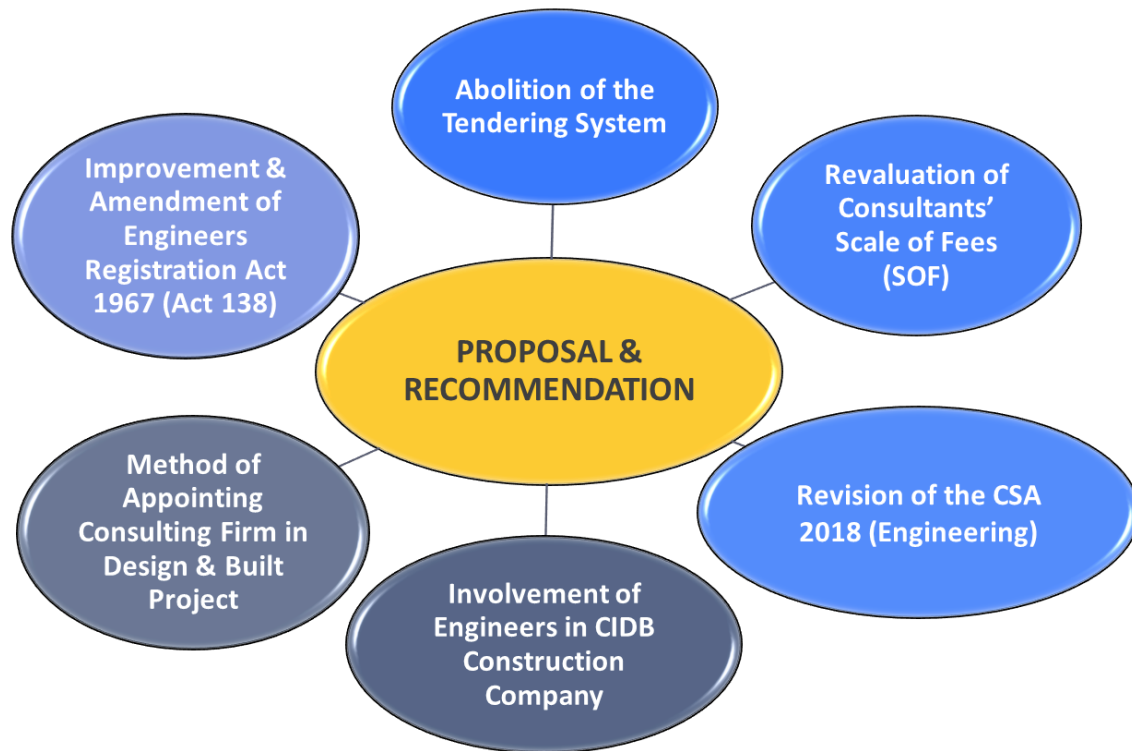 Abolition of the
Tendering System
Improvement &
Amendment of
Engineers
Registration Act
1967 (Act 138)
Revaluation of
Consultants’
Scale of Fees
(SOF)
PROPOSAL &
RECOMMENDATION
Method of
Appointing
Consulting Firm in
Design & Built
Project
Revision of the CSA
2018 (Engineering)
Involvement of
Engineers in CIDB
Construction
Company